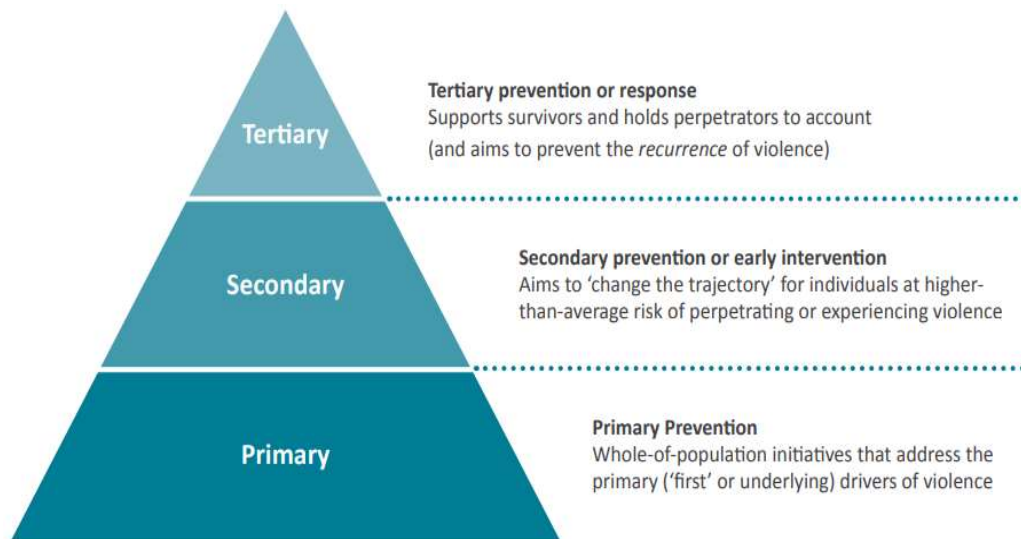 Tertiary
Tertiary prevention or response
Supports survivors and holds perpetrators to account
(and aims to prevent the recurrence of violence)
Secondary
Secondary prevention or early intervention
Aims to ‘change the trajectory’ for individuals at higher-
than-average risk of perpetrating or experiencing violence
Primary
Primary Prevention
Whole-of-population initiatives that address the
primary (‘first’ or underlying) drivers of violence